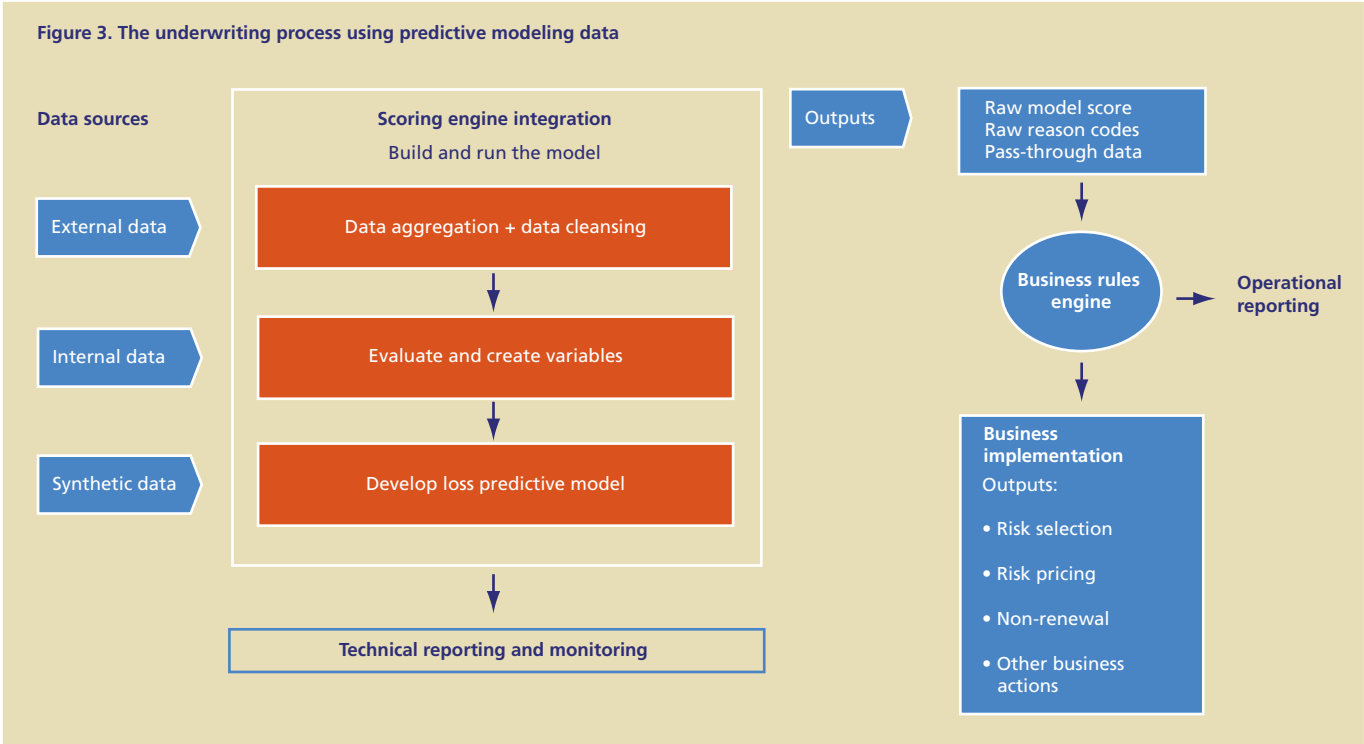 Figure 3. The underwriting process using predictive modeling data
Data sources
External data
Internal data
Synthetic data
Scoring engine integration
Build and run the model
Data aggregation + data cleansing
Evaluate and create variables
Develop loss predictive model
Technical reporting and monitoring
Outputs
Raw model score
Raw reason codes
Pass-through data
Business rules
engine
Operational
reporting
Business
implementation
Outputs:
• Risk selection
• Risk pricing
• Non-renewal
• Other business
actions